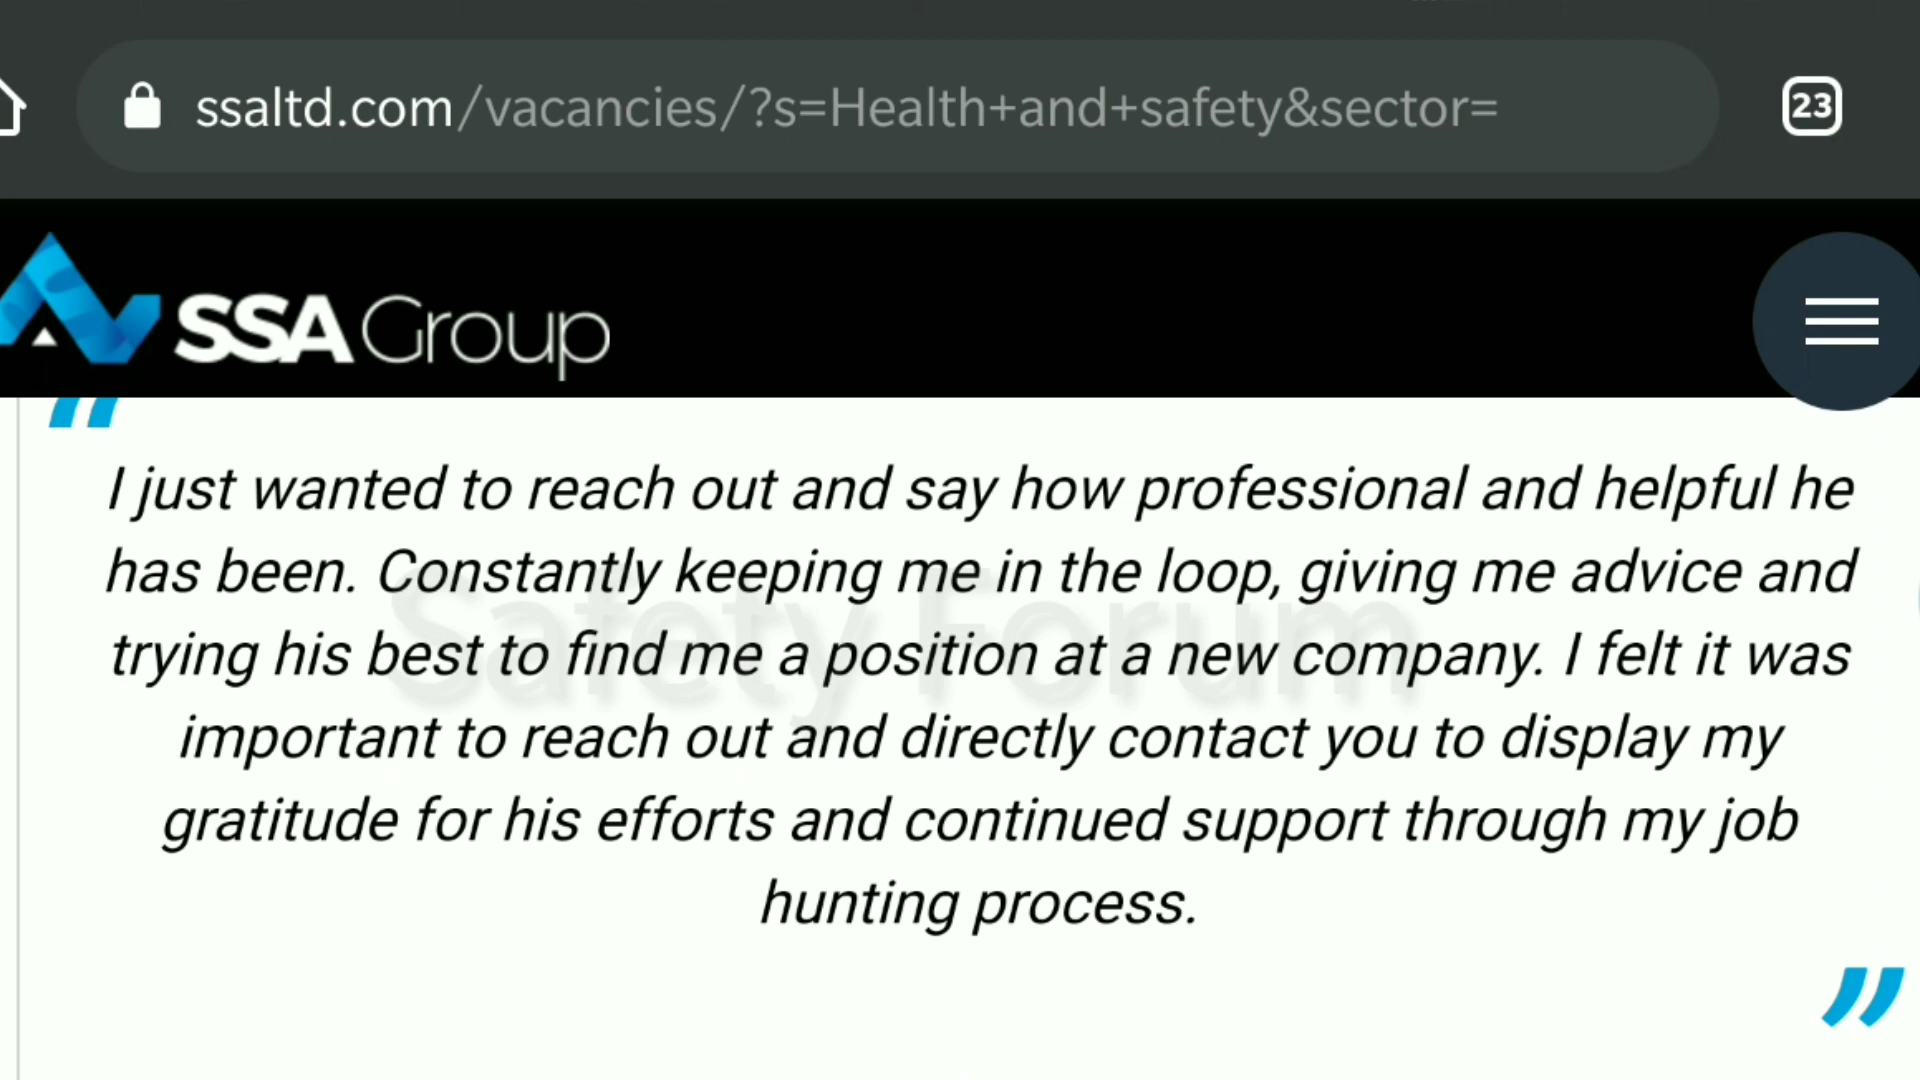 ssaltd.com/vacancies/?s=Health+and+safety&sector=
23
SSA Group
"
I just wanted to reach out and say how professional and helpful he
has been. Constantly keeping me in the loop, giving me advice and
trying his best to find me a position at a new company. I felt it was
important to reach out and directly contact you to display my
gratitude for his efforts and continued support through my job
hunting process.
"
Safety Forum